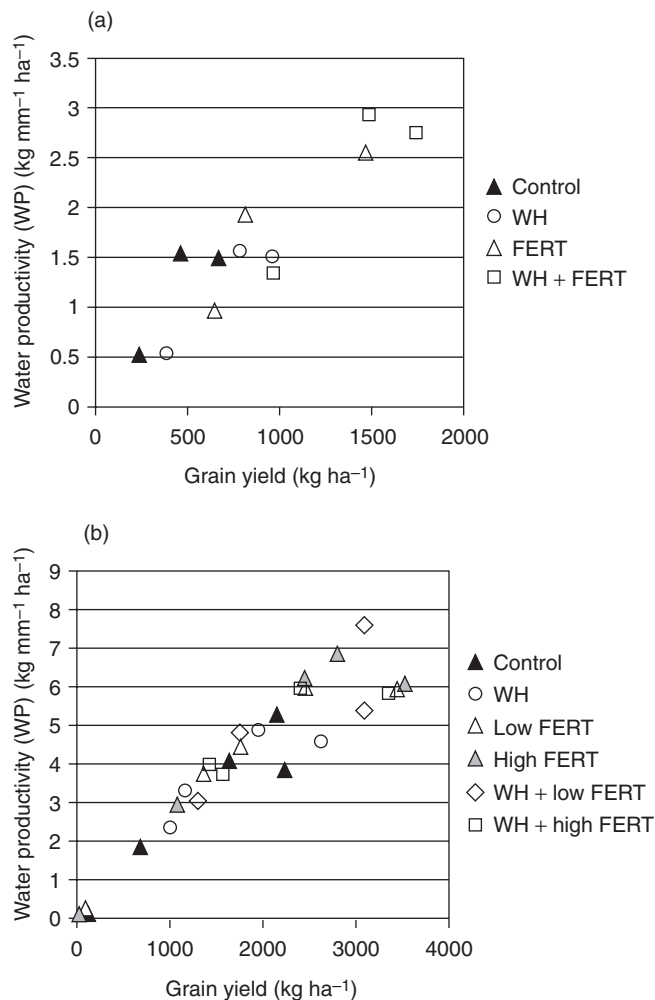 (a)
Water productivity (WP) (kg mm⁻¹ ha⁻¹)
3.5
3
2.5
2
1.5
1
0.5
0
0 500 1000 1500 2000
Grain yield (kg ha⁻¹)
Control
WH
FERT
WH + FERT
(b)
Water productivity (WP) (kg mm⁻¹ ha⁻¹)
9
8
7
6
5
4
3
2
1
0
0 1000 2000 3000 4000
Grain yield (kg ha⁻¹)
Control
WH
Low FERT
High FERT
WH + low FERT
WH + high FERT